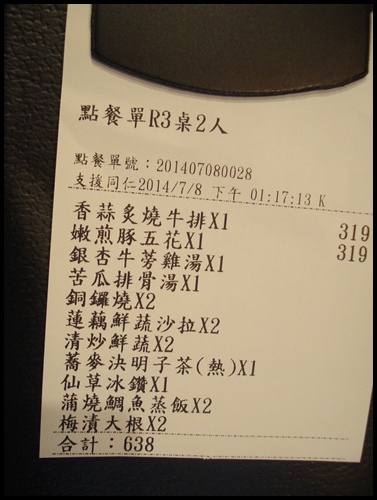 點餐單R3桌2人
點餐單號：201407080028
支援同仁2014/7/8 下午 01:17:13 K
香蒜炙燒牛排X1 319
嫩煎豚五花X1 319
銀杏牛蒡雞湯X1
苦瓜排骨湯X1
銅鑼燒X2
蓮藕鮮蔬沙拉X2
清炒鮮蔬X2
蕎麥決明子茶(熱)X1
仙草冰鑽X1
蒲燒鯛魚蒸飯X2
梅漬大根X2
合計：638